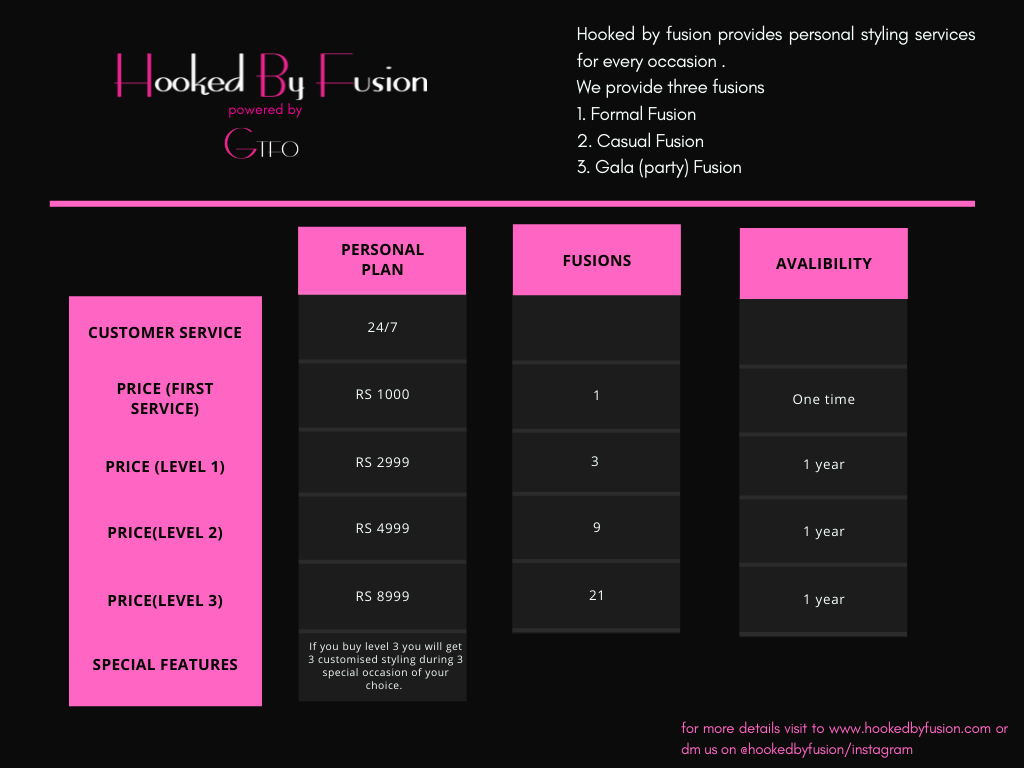 Hooked By Fusion
powered by
GTFO
Hooked by fusion provides personal styling services
for every occasion .
We provide three fusions
1. Formal Fusion
2. Casual Fusion
3. Gala (party) Fusion
PERSONAL
PLAN
FUSIONS
AVALIBILITY
CUSTOMER SERVICE
24/7
PRICE (FIRST
SERVICE)
RS 1000
1
One time
PRICE (LEVEL 1)
RS 2999
3
1 year
PRICE(LEVEL 2)
RS 4999
9
1 year
PRICE(LEVEL 3)
RS 8999
21
1 year
SPECIAL FEATURES
If you buy level 3 you will get
3 customised styling during 3
special occasion of your
choice.
for more details visit to www.hookedbyfusion.com or
dm us on @hookedbyfusion/instagram